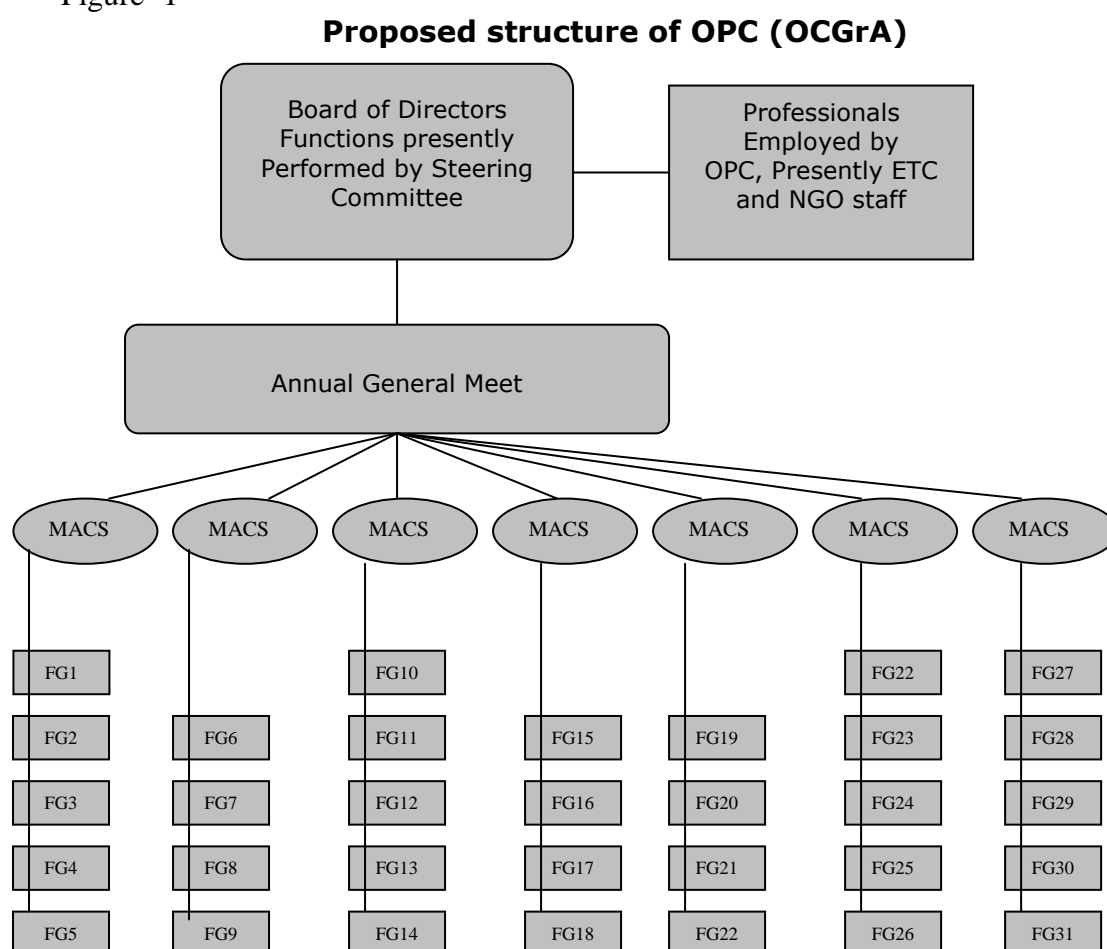 Figure 1
Proposed structure of OPC (OCGrA)
Board of Directors
Functions presently
Performed by Steering
Committee
Professionals
Employed by
OPC, Presently ETC
and NGO staff
Annual General Meet
MACS MACS MACS MACS MACS MACS MACS
FG1 FG10 FG22 FG27
FG2 FG6 FG11 FG15 FG19 FG23 FG28
FG3 FG7 FG12 FG16 FG20 FG24 FG29
FG4 FG8 FG13 FG17 FG21 FG25 FG30
FG5 FG9 FG14 FG18 FG22 FG26 FG31